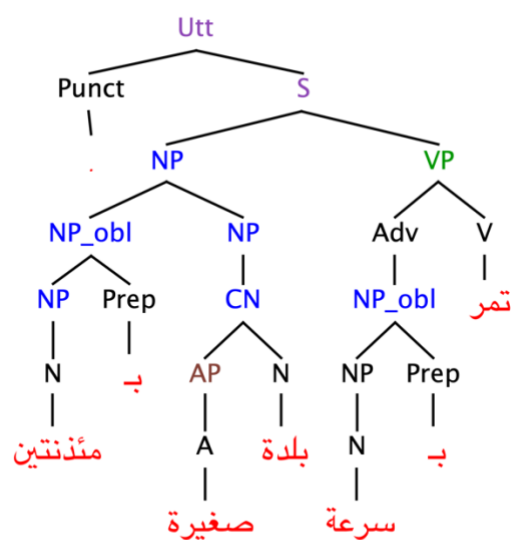 Utt
Punct S
.
NP VP
NP_obl NP Adv V
NP Prep CN NP_obl تمر
N بـ AP N NP Prep
مئذنتين A بلدة N بـ
صغيرة سرعة